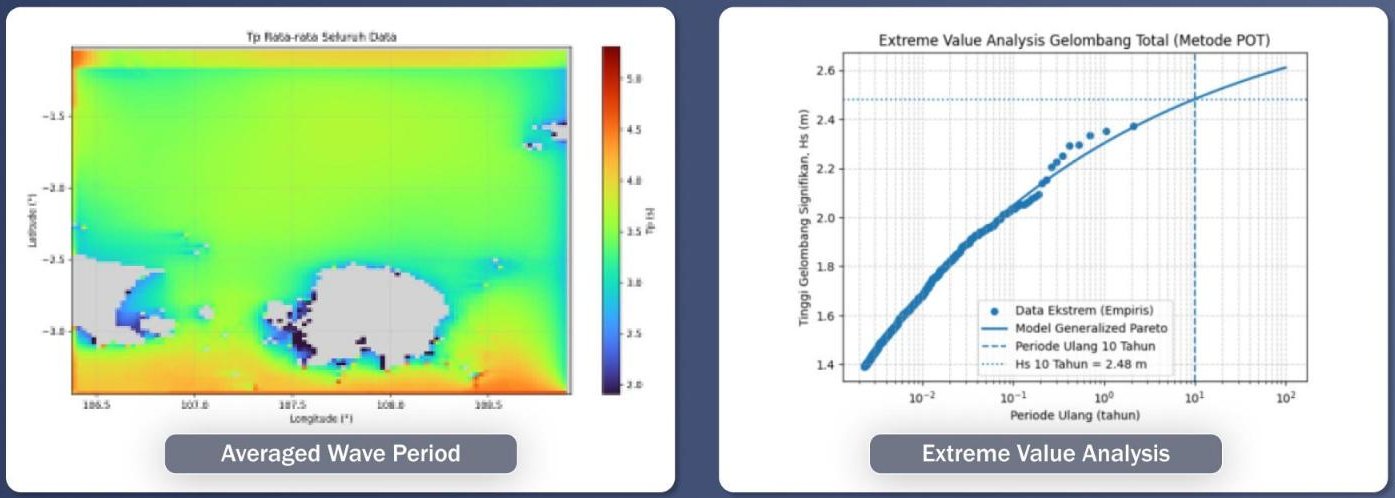 Tp Rata-rata Seluruh Data
Latitude (°)
-1.5
-2.0
-2.5
-3.0
106.5 107.0 107.5 108.0 108.5
Longitude (°)
5.0
4.5
4.0
3.5
3.0
2.0
Tp (s)
Averaged Wave Period
Extreme Value Analysis Gelombang Total (Metode POT)
Tinggi Gelombang Signifikan, Hs (m)
2.6
2.4
2.2
2.0
1.8
1.6
1.4
Data Ekstrem (Empiris)
Model Generalized Pareto
Periode Ulang 10 Tahun
Hs 10 Tahun = 2.48 m
10⁻² 10⁻¹ 10⁰ 10¹ 10²
Periode Ulang (tahun)
Extreme Value Analysis